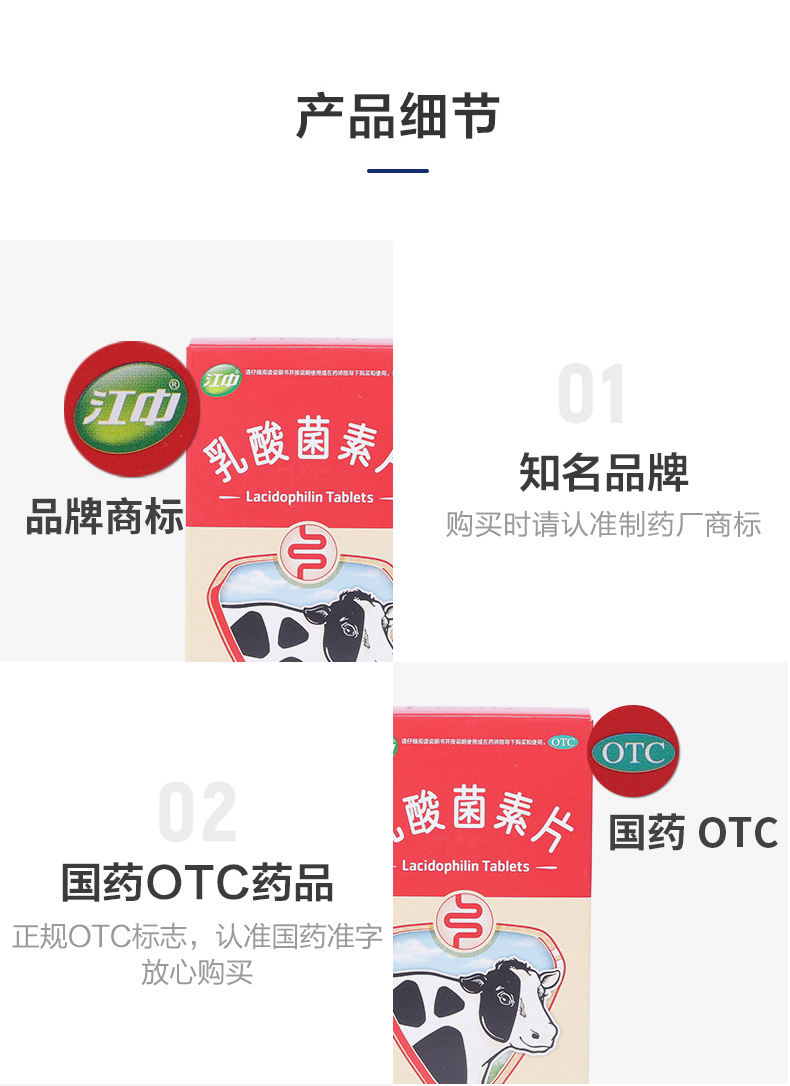 产品细节
江中®
江中
请仔细阅读说明书并按说明使用或在药师指导下购买和使用。
乳酸菌素片
Lacidophilin Tablets
品牌商标
01
知名品牌
购买时请认准制药厂商标
02
国药OTC药品
正规OTC标志，认准国药准字
放心购买
请仔细阅读说明书并按说明使用或在药师指导下购买和使用。
OTC
OTC
酸菌素片
Lacidophilin Tablets
国药 OTC